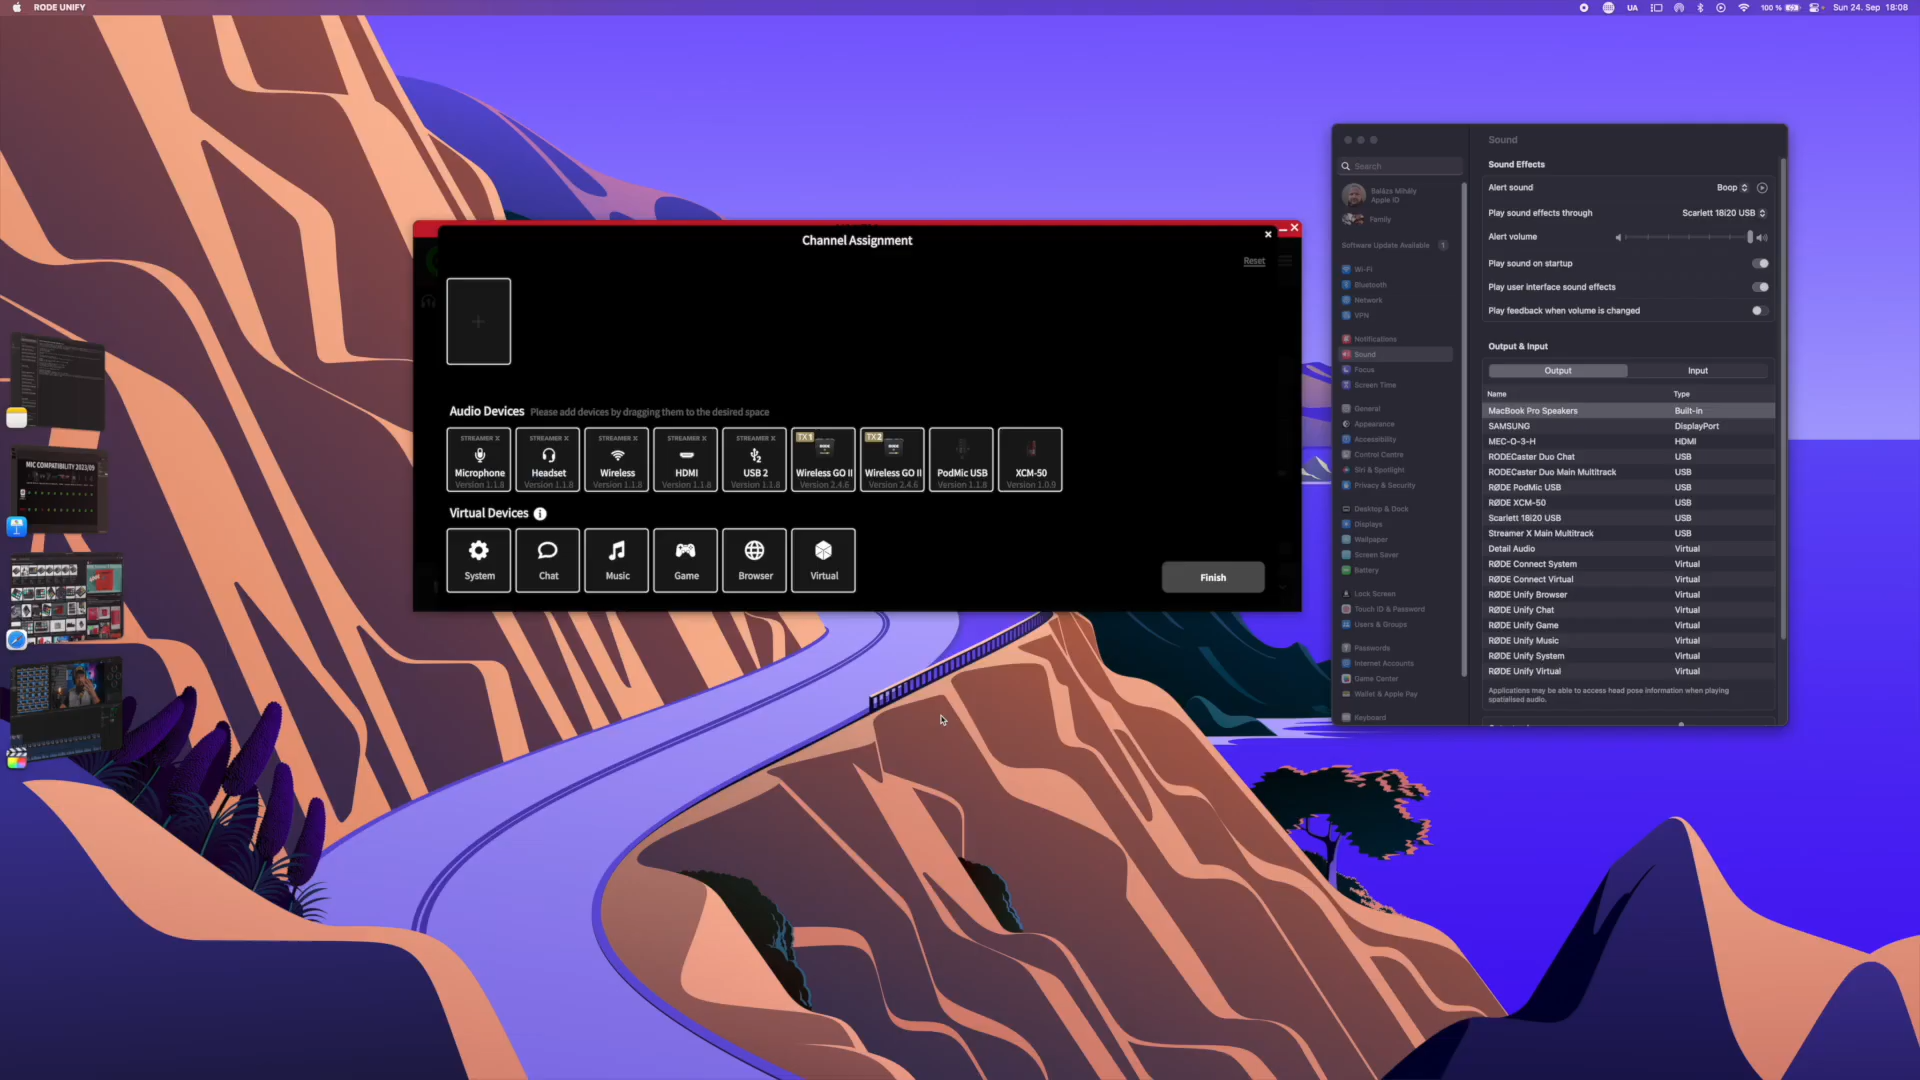 RODE UNIFY
UA
100 %
Sun 24. Sep 18:08
Channel Assignment
Reset
Audio Devices Please add devices by dragging them to the desired space
STREAMER X
Microphone
Version 1.1.8
STREAMER X
Headset
Version 1.1.8
STREAMER X
Wireless
Version 1.1.8
STREAMER X
HDMI
Version 1.1.8
STREAMER X
USB 2
Version 1.1.8
TX1
Wireless GO II
Version 2.4.6
TX2
Wireless GO II
Version 2.4.6
PodMic USB
Version 1.1.8
XCM-50
Version 1.0.9
Virtual Devices
System
Chat
Music
Game
Browser
Virtual
Finish
MIC COMPATIBILITY 2023/09
Search
Balázs Mihály
Apple ID
Family
Software Update Available 1
Wi-Fi
Bluetooth
Network
VPN
Notifications
Sound
Focus
Screen Time
General
Appearance
Accessibility
Control Centre
Siri & Spotlight
Privacy & Security
Desktop & Dock
Displays
Wallpaper
Screen Saver
Battery
Lock Screen
Touch ID & Password
Users & Groups
Passwords
Internet Accounts
Game Center
Wallet & Apple Pay
Keyboard
Sound
Sound Effects
Alert sound Boop
Play sound effects through Scarlett 18i20 USB
Alert volume
Play sound on startup
Play user interface sound effects
Play feedback when volume is changed
Output & Input
Output Input
Name Type
MacBook Pro Speakers Built-in
SAMSUNG DisplayPort
MEC-O-3-H HDMI
RODECaster Duo Chat USB
RODECaster Duo Main Multitrack USB
RØDE PodMic USB USB
RØDE XCM-50 USB
Scarlett 18i20 USB USB
Streamer X Main Multitrack USB
Detail Audio Virtual
RØDE Connect System Virtual
RØDE Connect Virtual Virtual
RØDE Unify Browser Virtual
RØDE Unify Chat Virtual
RØDE Unify Game Virtual
RØDE Unify Music Virtual
RØDE Unify System Virtual
RØDE Unify Virtual Virtual
Applications may be able to access head pose information when playing
spatialised audio.